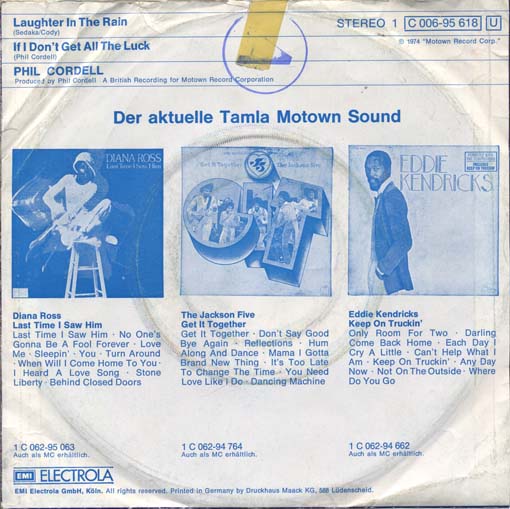 Laughter In The Rain
(Sedaka/Cody)
If I Don't Get All The Luck
(Phil Cordell)
PHIL CORDELL
Produced by Phil Cordell A British Recording for Motown Record Corporation
STEREO 1 C 006-95 618 U
℗ 1974 "Motown Record Corp."
Der aktuelle Tamla Motown Sound
DIANA ROSS
Last Time I Saw Him
Get It Together The Jackson Five
J5
EDDIE
KENDRICKS
Diana Ross
Last Time I Saw Him
Last Time I Saw Him · No One's
Gonna Be A Fool Forever · Love
Me · Sleepin' · You · Turn Around
· When Will I Come Home To You ·
I Heard A Love Song · Stone
Liberty · Behind Closed Doors
1 C 062-95 063
Auch als MC erhältlich.
The Jackson Five
Get It Together
Get It Together · Don't Say Good
Bye Again · Reflections · Hum
Along And Dance · Mama I Gotta
Brand New Thing · It's Too Late
To Change The Time · You Need
Love Like I Do · Dancing Machine
1 C 062-94 764
Auch als MC erhältlich.
Eddie Kendricks
Keep On Truckin'
Only Room For Two · Darling
Come Back Home · Each Day I
Cry A Little · Can't Help What I
Am · Keep On Truckin' · Any Day
Now · Not On The Outside · Where
Do You Go
1 C 062-94 662
Auch als MC erhältlich.
EMI ELECTROLA
EMI Electrola GmbH, Köln. All rights reserved. Printed in Germany by Druckhaus Maack KG, 588 Lüdenscheid.